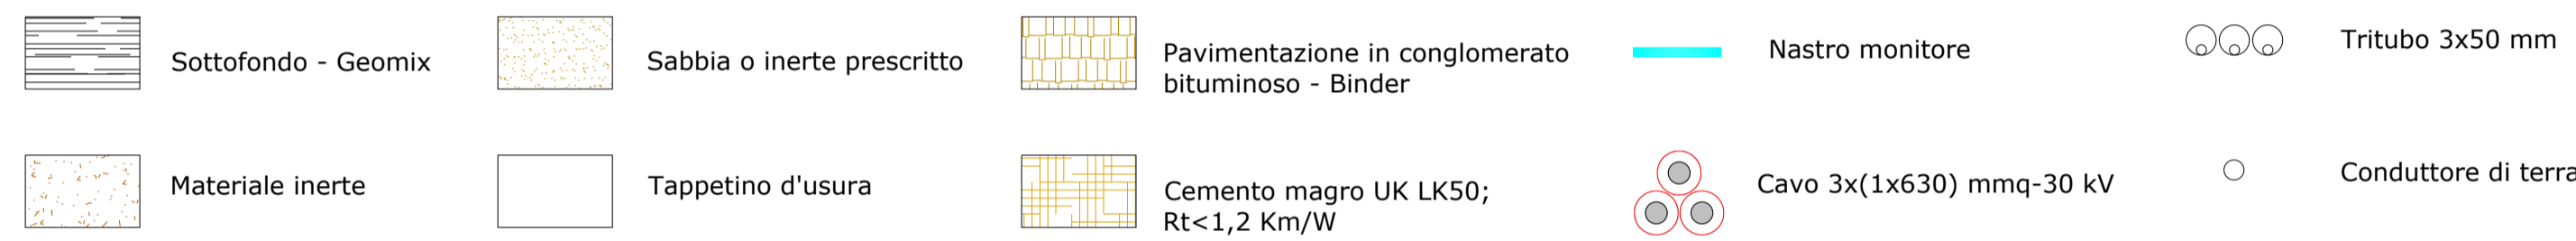 Sottofondo - Geomix
Sabbia o inerte prescritto
Pavimentazione in conglomerato
bituminoso - Binder
Nastro monitore
Tritubo 3x50 mm
Materiale inerte
Tappetino d'usura
Cemento magro UK LK50;
Rt<1,2 Km/W
Cavo 3x(1x630) mmq-30 kV
Conduttore di terra